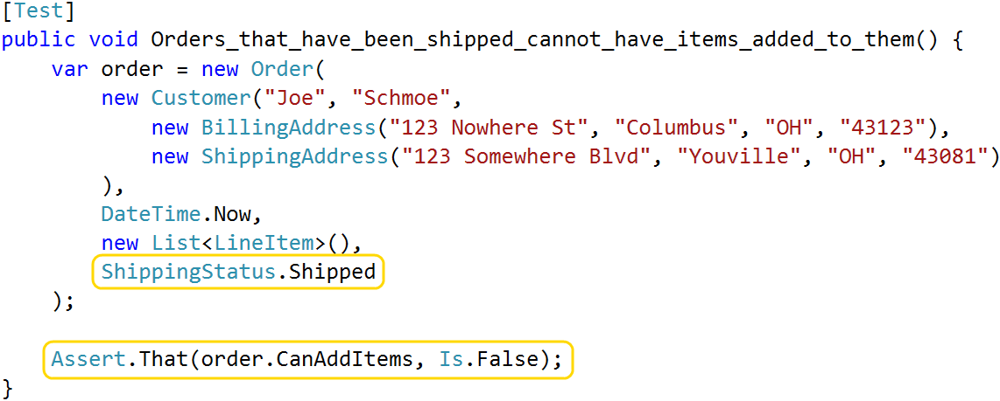 [Test]
public void Orders_that_have_been_shipped_cannot_have_items_added_to_them() {
    var order = new Order(
        new Customer("Joe", "Schmoe",
            new BillingAddress("123 Nowhere St", "Columbus", "OH", "43123"),
            new ShippingAddress("123 Somewhere Blvd", "Youville", "OH", "43081")
        ),
        DateTime.Now,
        new List<LineItem>(),
        ShippingStatus.Shipped
    );
    Assert.That(order.CanAddItems, Is.False);
}